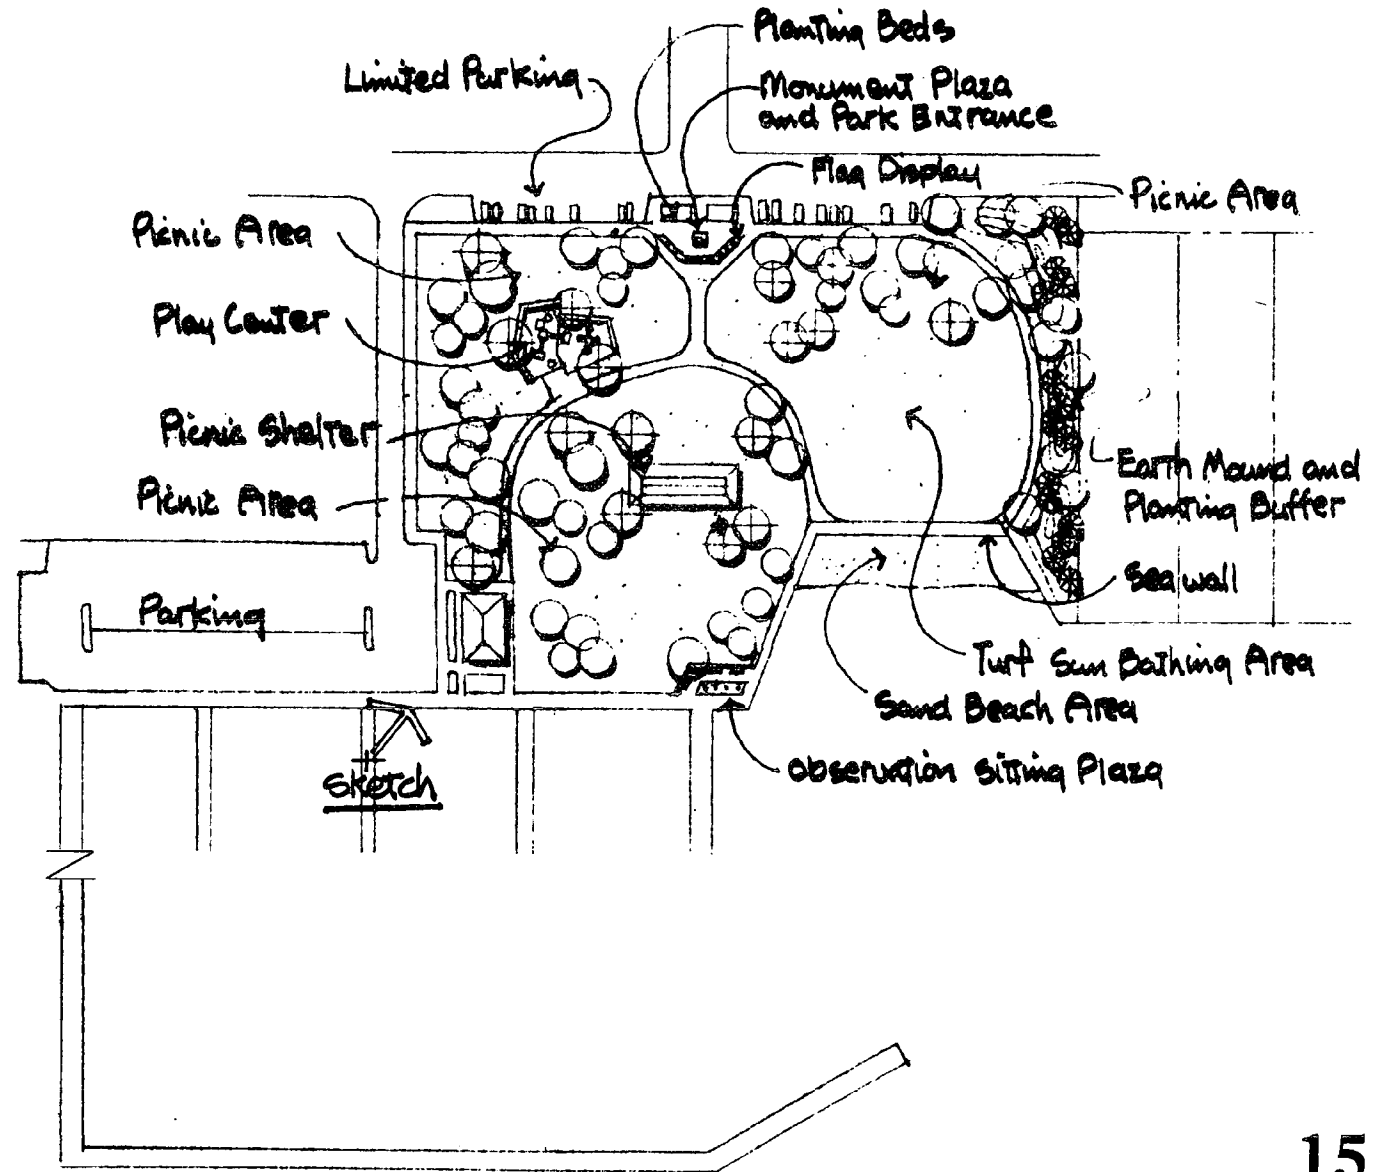 Planting Beds
Limited Parking
Monument Plaza
and Park Entrance
Flag Display
Picnic Area
Picnic Area
Play Center
Picnic Shelter
Picnic Area
Earth Mound and
Planting Buffer
Sea wall
Parking
Turf Sun Bathing Area
Sand Beach Area
Observation Sitting Plaza
Sketch
15